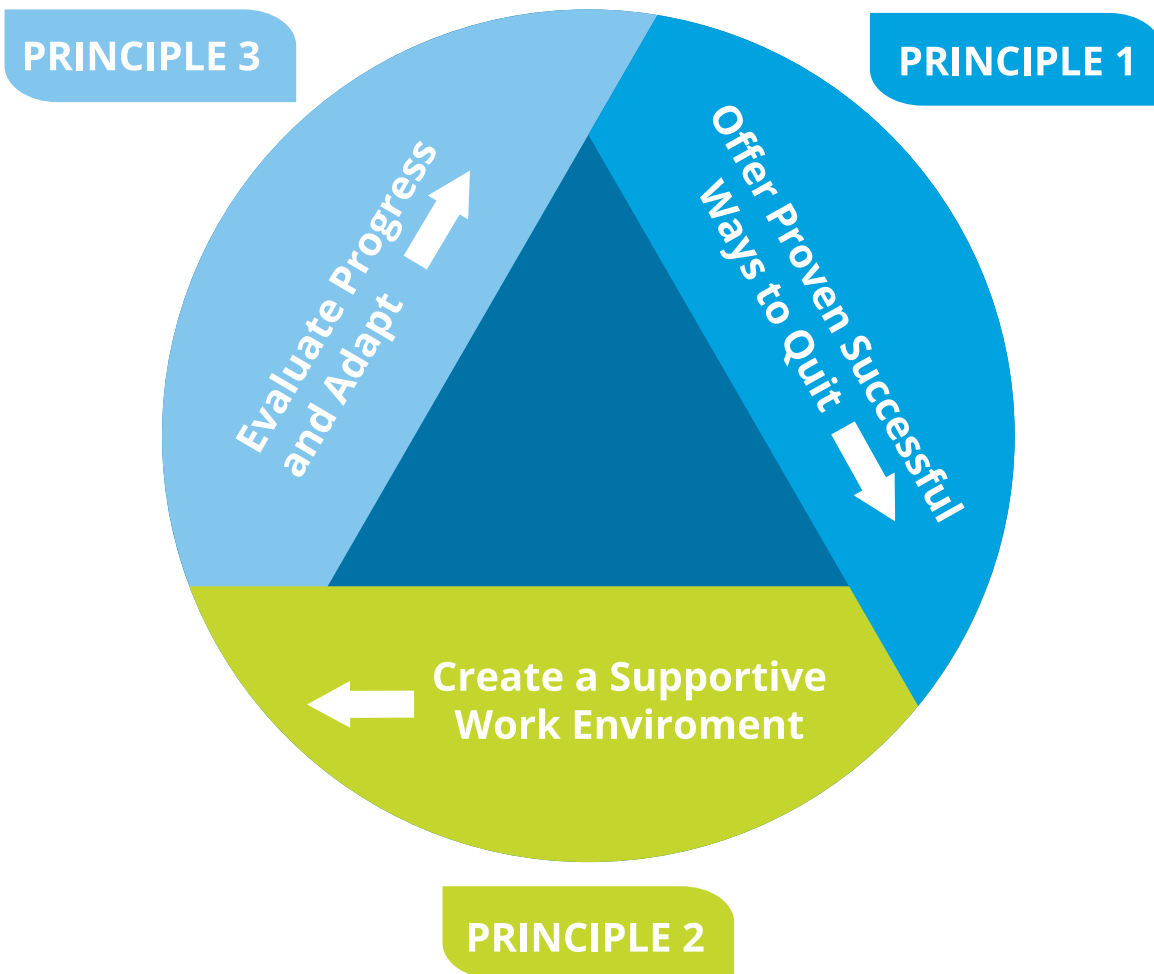 PRINCIPLE 1
Offer Proven Successful
Ways to Quit
PRINCIPLE 2
Create a Supportive
Work Enviroment
PRINCIPLE 3
Evaluate Progress
and Adapt